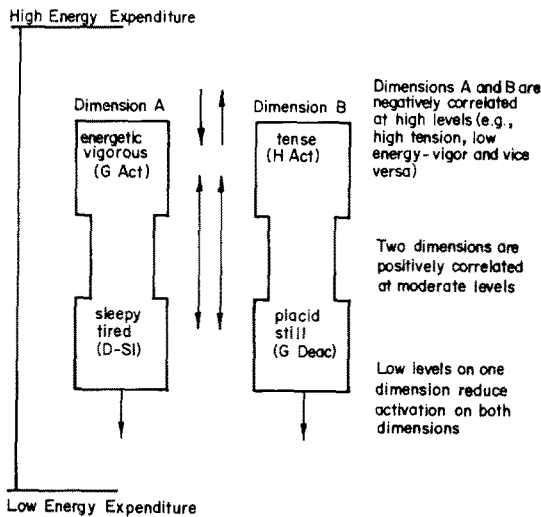 High Energy Expenditure
Dimension A
energetic
vigorous
(G Act)
sleepy
tired
(D-Sl)
Dimension B
tense
(H Act)
placid
still
(G Deac)
Dimensions A and B are
negatively correlated
at high levels (e.g.,
high tension, low
energy-vigor and vice
versa)
Two dimensions are
positively correlated
at moderate levels
Low levels on one
dimension reduce
activation on both
dimensions
Low Energy Expenditure